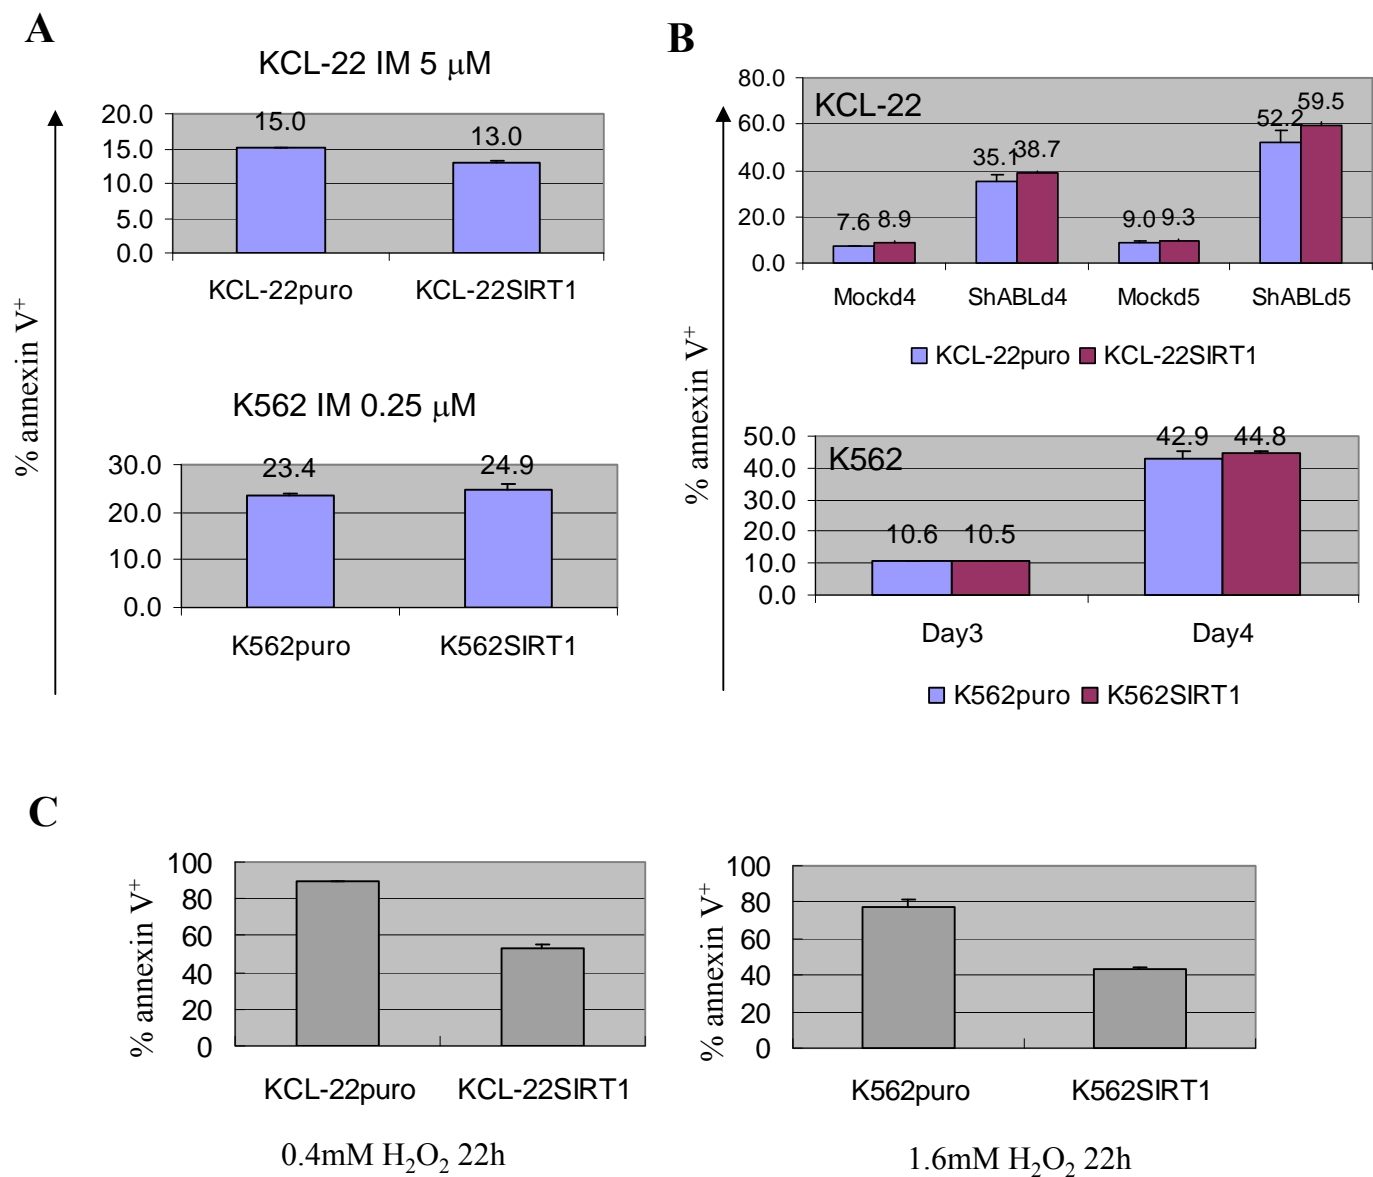 A
KCL-22 IM 5 μM
% annexin V⁺
20.0
15.0
10.0
5.0
0.0
15.0
13.0
KCL-22puro KCL-22SIRT1
K562 IM 0.25 μM
30.0
20.0
10.0
0.0
23.4
24.9
K562puro K562SIRT1
B
% annexin V⁺
80.0
60.0
40.0
20.0
0.0
KCL-22
7.6 8.9 35.1 38.7 9.0 9.3 52.2 59.5
Mockd4 ShABLd4 Mockd5 ShABLd5
KCL-22puro KCL-22SIRT1
50.0
40.0
30.0
20.0
10.0
0.0
K562
10.6 10.5 42.9 44.8
Day3 Day4
K562puro K562SIRT1
C
% annexin V⁺
100
80
60
40
20
0
KCL-22puro KCL-22SIRT1
0.4mM H₂O₂ 22h
% annexin V⁺
100
80
60
40
20
0
K562puro K562SIRT1
1.6mM H₂O₂ 22h